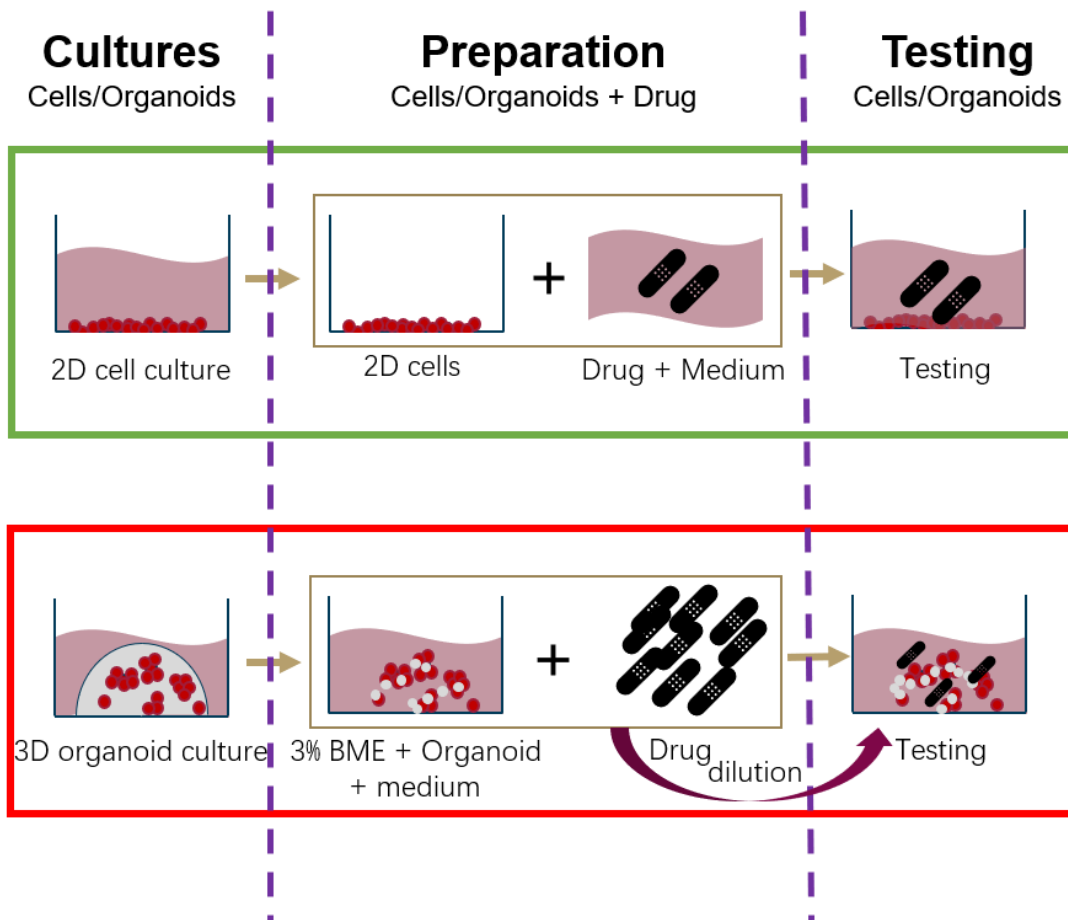 Cultures
Cells/Organoids
Preparation
Cells/Organoids + Drug
Testing
Cells/Organoids
+
2D cell culture
2D cells
Drug + Medium
Testing
+
3D organoid culture
3% BME + Organoid
+ medium
Drug
dilution
Testing